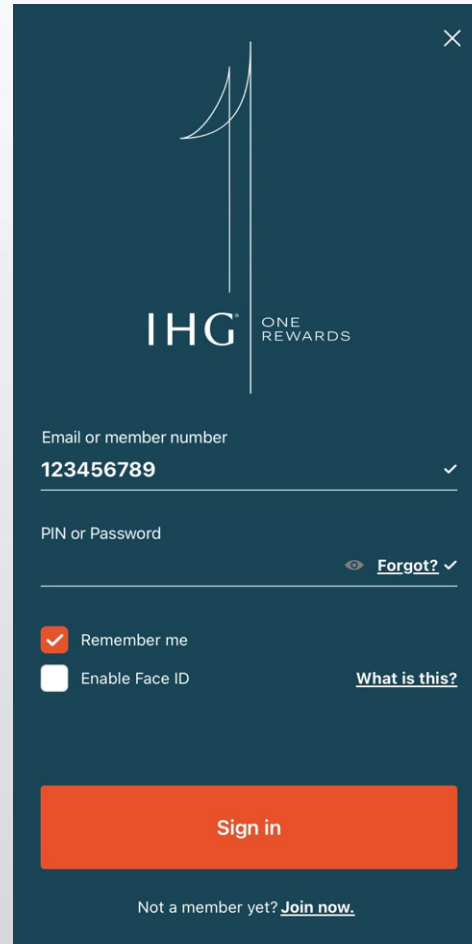 IHG® ONE
REWARDS
Email or member number
123456789
PIN or Password
Forgot?
Remember me
Enable Face ID What is this?
Sign in
Not a member yet? Join now.